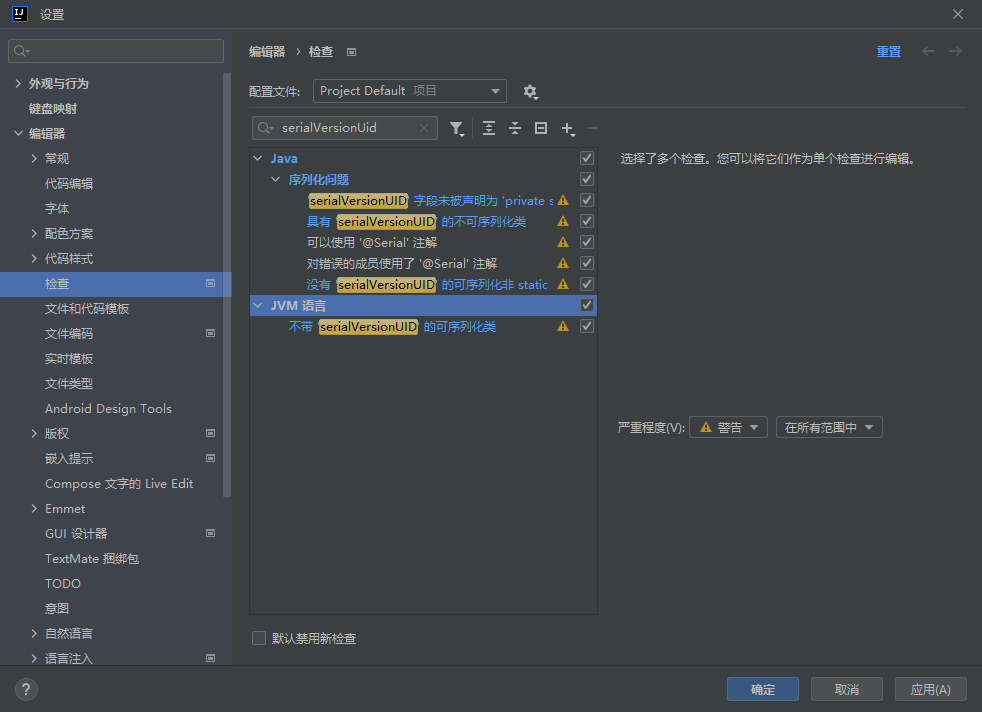 设置
编辑器 › 检查
重置
外观与行为
键盘映射
编辑器
常规
代码编辑
字体
配色方案
代码样式
检查
文件和代码模板
文件编码
实时模板
文件类型
Android Design Tools
版权
嵌入提示
Compose 文字的 Live Edit
Emmet
GUI 设计器
TextMate 捆绑包
TODO
意图
自然语言
语言注入
配置文件: Project Default 项目
serialVersionUid
Java
序列化问题
'serialVersionUID' 字段未被声明为 'private s
具有 'serialVersionUID' 的不可序列化类
可以使用 '@Serial' 注解
对错误的成员使用了 '@Serial' 注解
没有 'serialVersionUID' 的可序列化非 static
JVM 语言
不带 'serialVersionUID' 的可序列化类
选择了多个检查。您可以将它们作为单个检查进行编辑。
严重程度(V): 警告 在所有范围中
默认禁用新检查
? 确定 取消 应用(A)